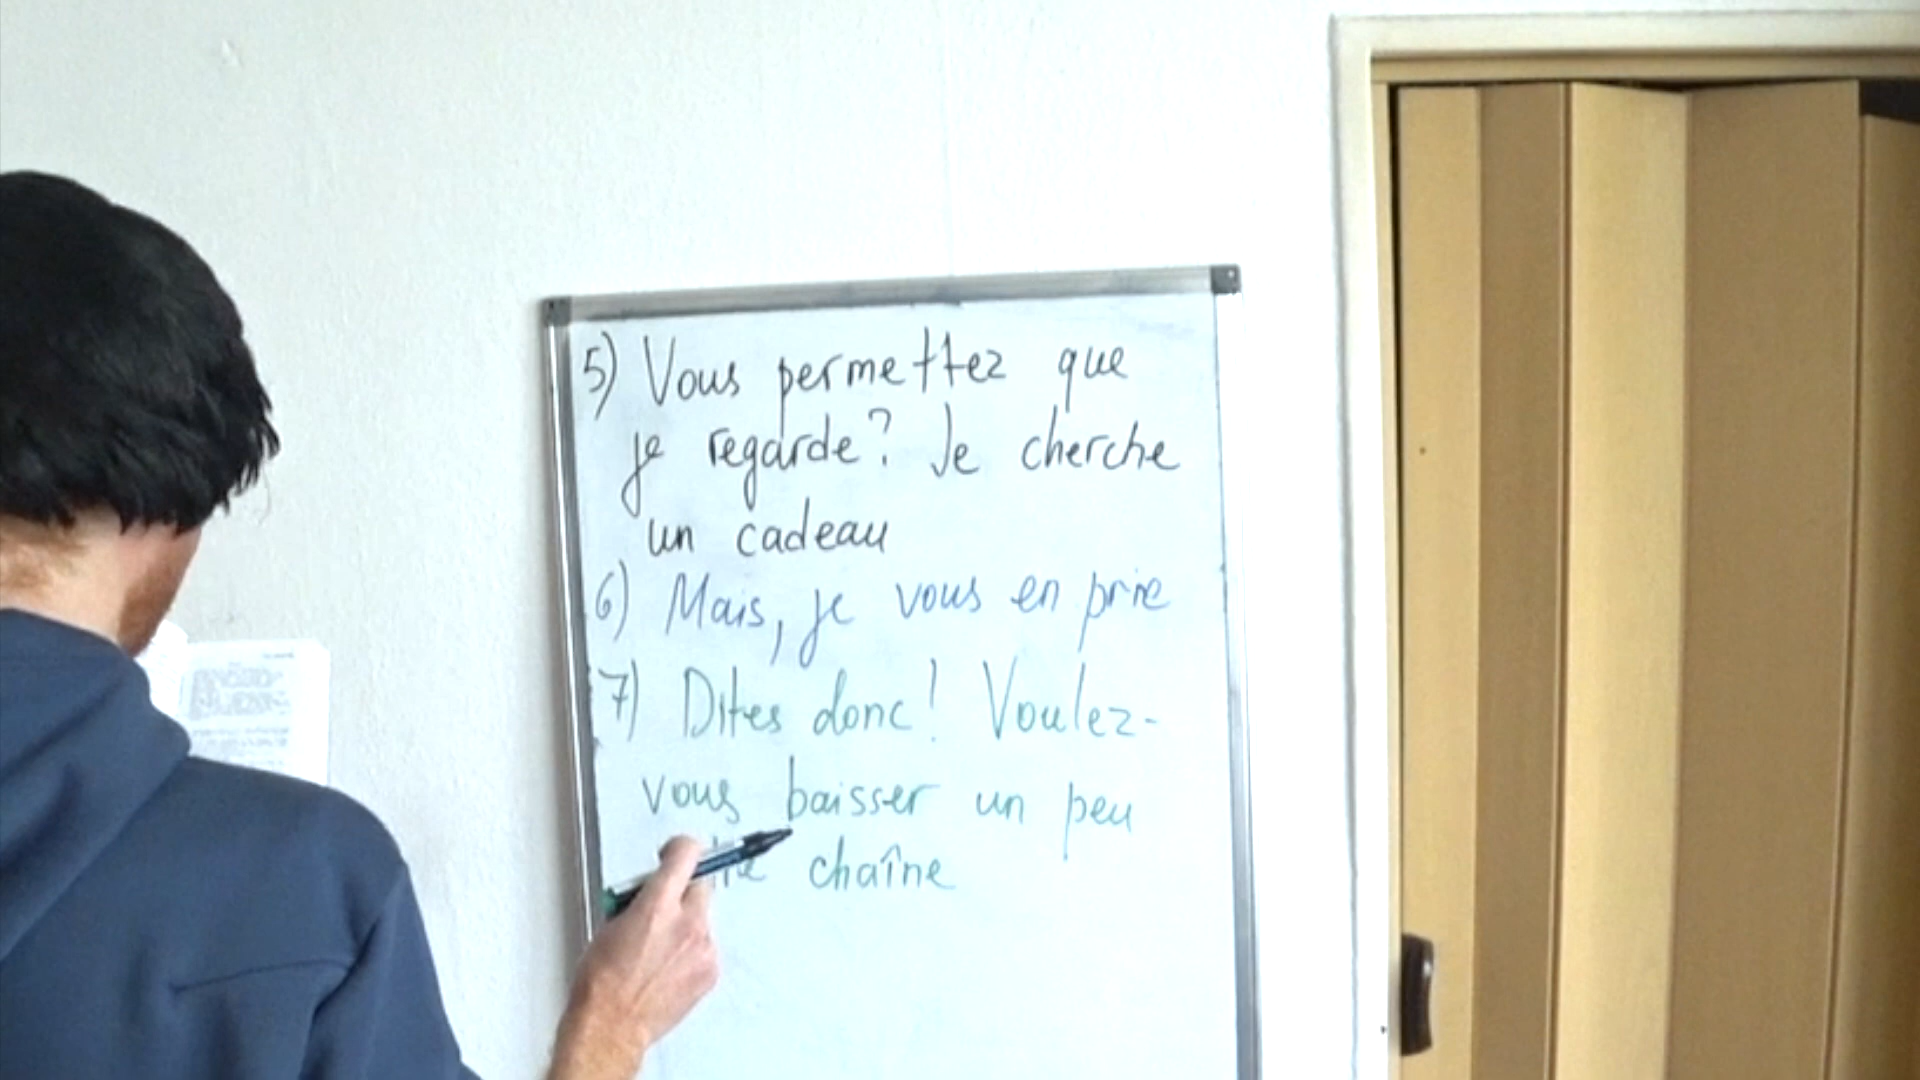 5) Vous permettez que
je regarde? Je cherche
un cadeau
6) Mais, je vous en prie
7) Dites donc! Voulez-
vous baisser un peu
chaîne